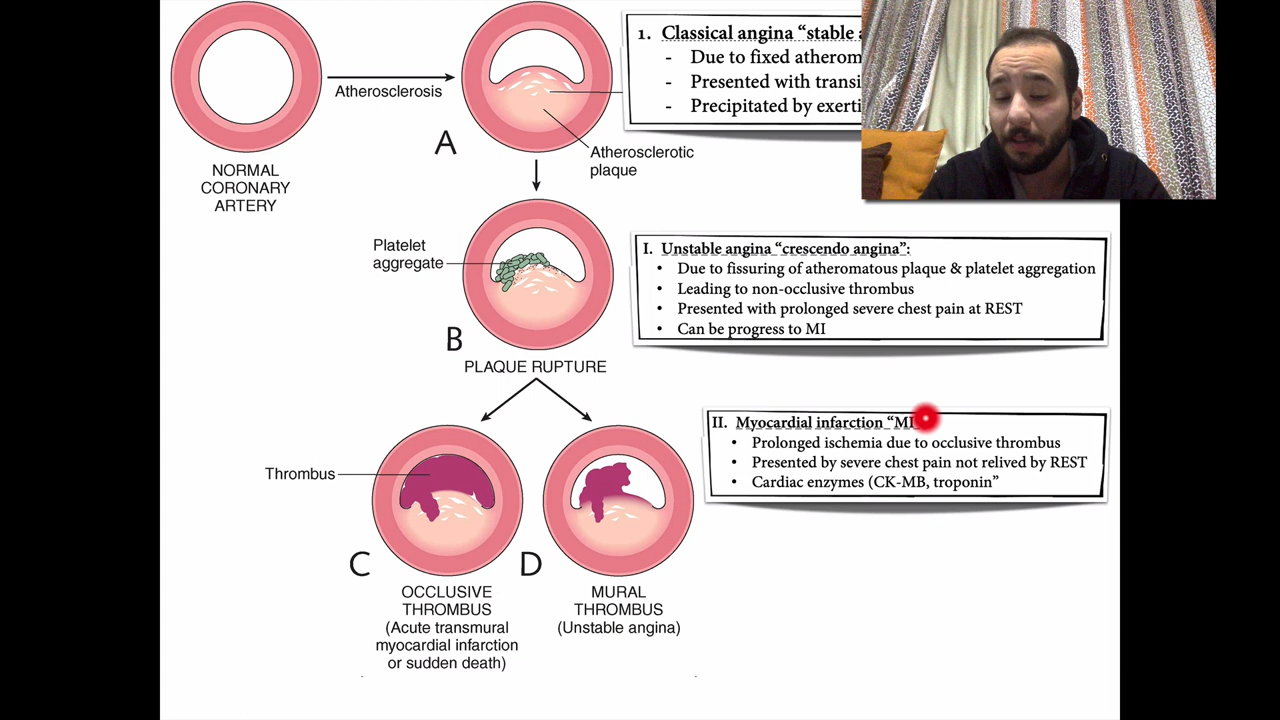 NORMAL
CORONARY
ARTERY
Atherosclerosis
A
Atherosclerotic
plaque
1. Classical angina “stable
- Due to fixed atherom
- Presented with transi
- Precipitated by exerti
Platelet
aggregate
B
PLAQUE RUPTURE
I. Unstable angina “crescendo angina”:
• Due to fissuring of atheromatous plaque & platelet aggregation
• Leading to non-occlusive thrombus
• Presented with prolonged severe chest pain at REST
• Can be progress to MI
II. Myocardial infarction “MI
• Prolonged ischemia due to occlusive thrombus
• Presented by severe chest pain not relived by REST
• Cardiac enzymes (CK-MB, troponin”
Thrombus
C
OCCLUSIVE
THROMBUS
(Acute transmural
myocardial infarction
or sudden death)
D
MURAL
THROMBUS
(Unstable angina)